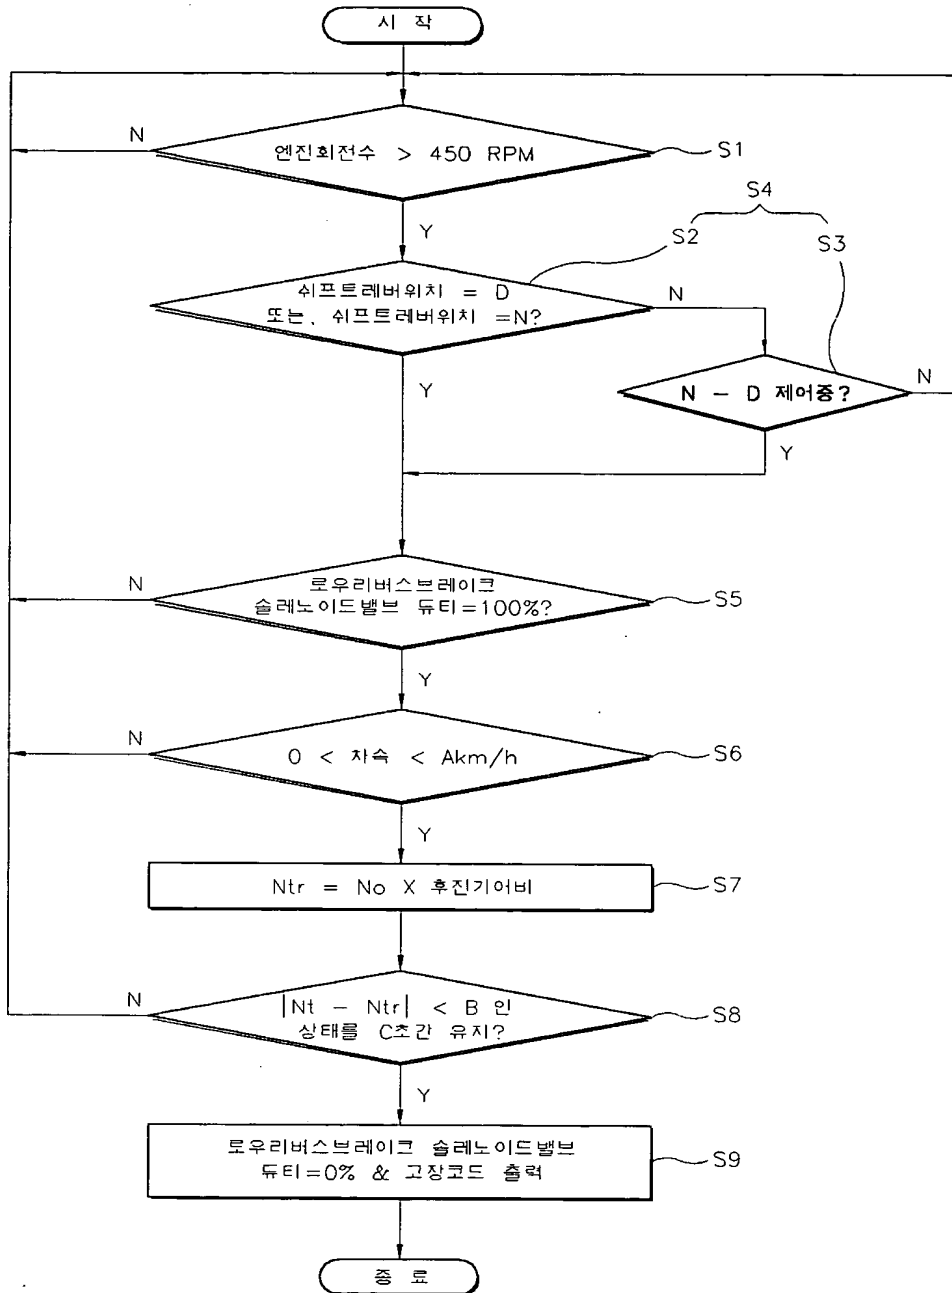 시 작
N
엔진회전수 > 450 RPM
S1
S4
Y
S2
S3
쉬프트레버위치 = D
또는, 쉬프트레버위치 =N?
N
Y
N - D 제어중?
N
Y
N
로우리버스브레이크
솔레노이드밸브 듀티=100%?
S5
Y
N
0 < 차속 < Akm/h
S6
Y
Ntr = No X 후진기어비
S7
N
|Nt - Ntr| < B 인
상태를 C초간 유지?
S8
Y
로우리버스브레이크 솔레노이드밸브
듀티=0% & 고장코드 출력
S9
종 료